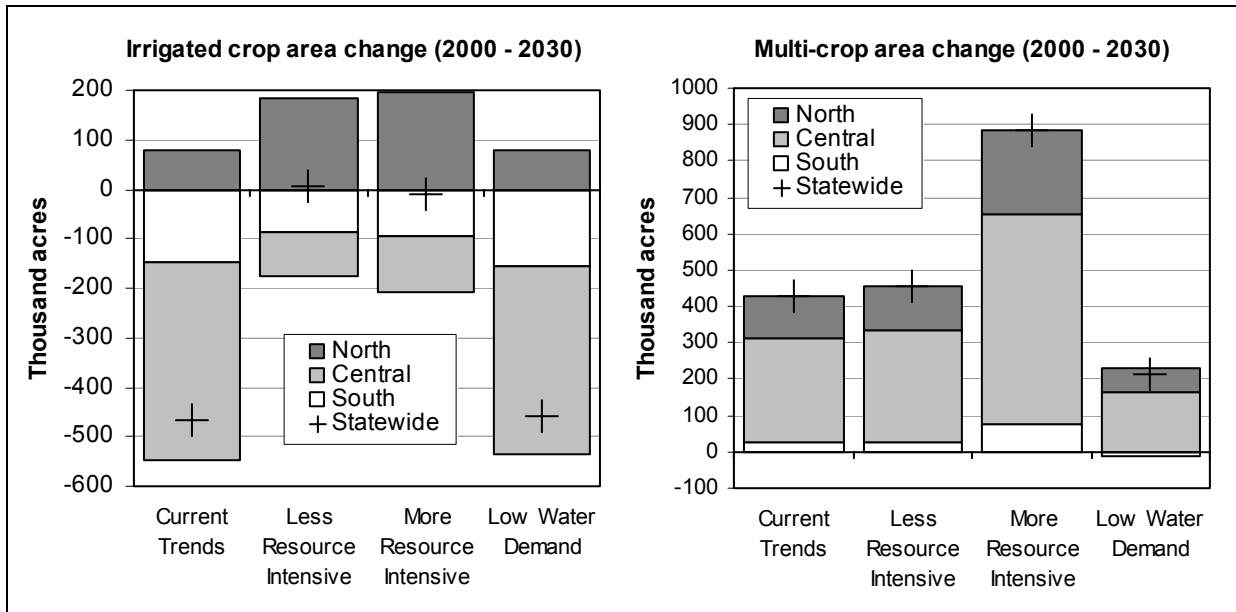 Irrigated crop area change (2000 - 2030)
Thousand acres
200
100
0
-100
-200
-300
-400
-500
-600
North
Central
South
Statewide
Current
Trends
Less
Resource
Intensive
More
Resource
Intensive
Low Water
Demand
Multi-crop area change (2000 - 2030)
Thousand acres
1000
900
800
700
600
500
400
300
200
100
0
-100
North
Central
South
Statewide
Current
Trends
Less
Resource
Intensive
More
Resource
Intensive
Low Water
Demand